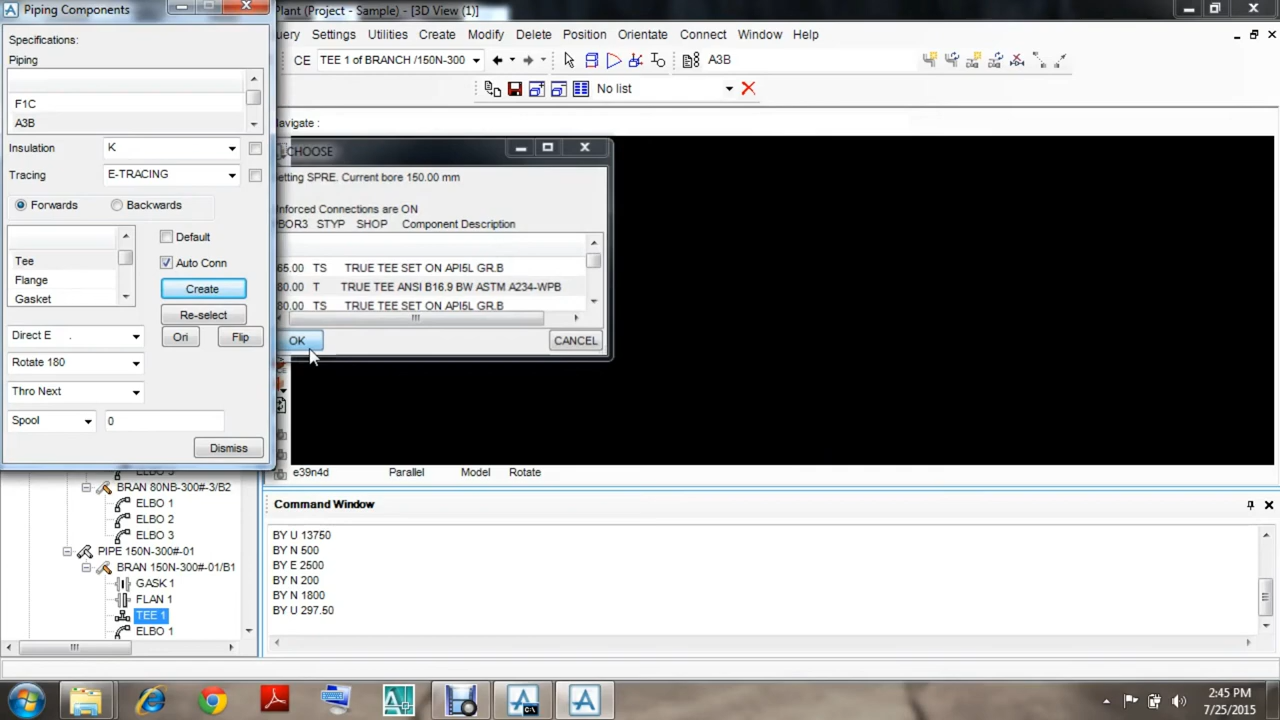 Piping Components
Plant (Project - Sample) - [3D View (1)]
Settings Utilities Create Modify Delete Position Orientate Connect Window Help
Specifications:
CE TEE 1 of BRANCH /150N-300 A3B
Piping
No list
F1C
A3B
Navigate :
Insulation K
CHOOSE
Tracing E-TRACING
Setting SPRE. Current bore 150.00 mm
Forwards Backwards
Enforced Connections are ON
PBOR3 STYP SHOP Component Description
Default
Tee
Auto Conn
65.00 TS TRUE TEE SET ON API5L GR.B
Flange
Create
80.00 T TRUE TEE ANSI B16.9 BW ASTM A234-WPB
Gasket
80.00 TS TRUE TEE SET ON API5L GR.B
Re-select
Direct E
Ori Flip
OK CANCEL
Rotate 180
Thro Next
Spool 0
Dismiss
e39n4d Parallel Model Rotate
ELBO 3
BRAN 80NB-300#-3/B2
ELBO 1
ELBO 2
ELBO 3
PIPE 150N-300#-01
BRAN 150N-300#-01/B1
GASK 1
FLAN 1
TEE 1
ELBO 1
Command Window
BY U 13750
BY N 500
BY E 2500
BY N 200
BY N 1800
BY U 297.50
2:45 PM
7/25/2015